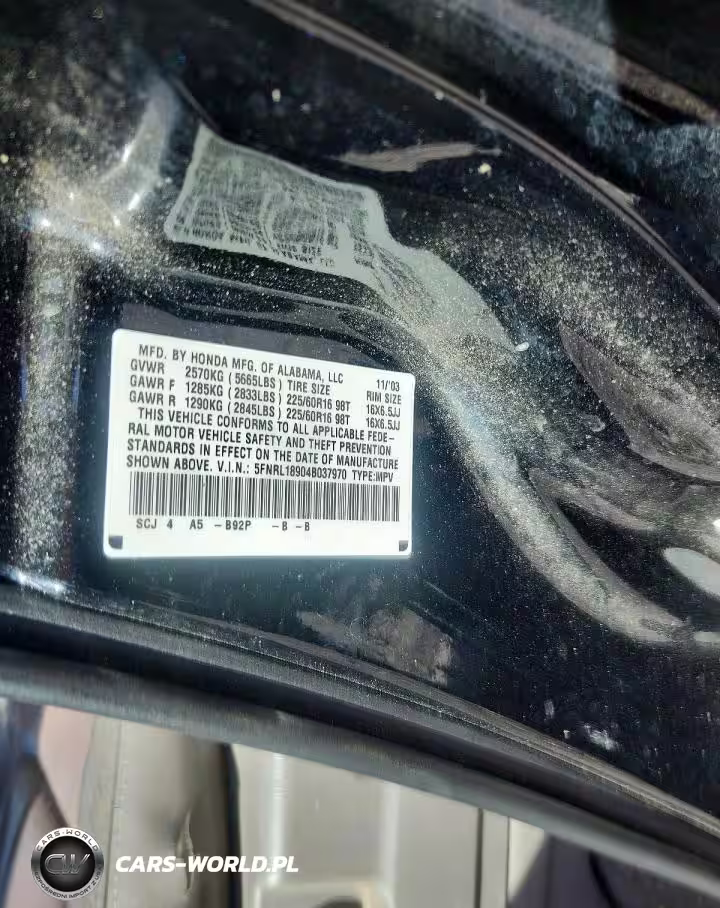 MFD. BY HONDA MFG. OF ALABAMA, LLC 11/'03
GVWR 2570KG ( 5665LBS ) TIRE SIZE RIM SIZE
GAWR F 1285KG ( 2833LBS ) 225/60R16 98T 16X6.5JJ
GAWR R 1290KG ( 2845LBS ) 225/60R16 98T 16X6.5JJ
THIS VEHICLE CONFORMS TO ALL APPLICABLE FEDE-
RAL MOTOR VEHICLE SAFETY AND THEFT PREVENTION
STANDARDS IN EFFECT ON THE DATE OF MANUFACTURE
SHOWN ABOVE. V.I.N.: 5FNRL18904B037970 TYPE:MPV
SCJ 4 A5 -B92P -B -B
CARS-WORLD
CW
CARS-WORLD.PL